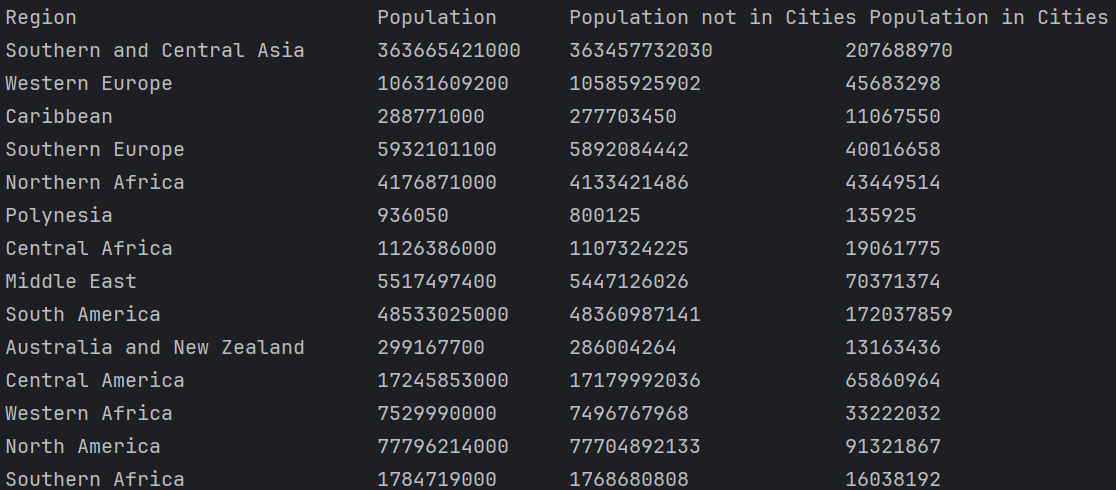 Region Population Population not in Cities Population in Cities
Southern and Central Asia 363665421000 363457732030 207688970
Western Europe 10631609200 10585925902 45683298
Caribbean 288771000 277703450 11067550
Southern Europe 5932101100 5892084442 40016658
Northern Africa 4176871000 4133421486 43449514
Polynesia 936050 800125 135925
Central Africa 1126386000 1107324225 19061775
Middle East 5517497400 5447126026 70371374
South America 48533025000 48360987141 172037859
Australia and New Zealand 299167700 286004264 13163436
Central America 17245853000 17179992036 65860964
Western Africa 7529990000 7496767968 33222032
North America 77796214000 77704892133 91321867
Southern Africa 1784719000 1768680808 16038192